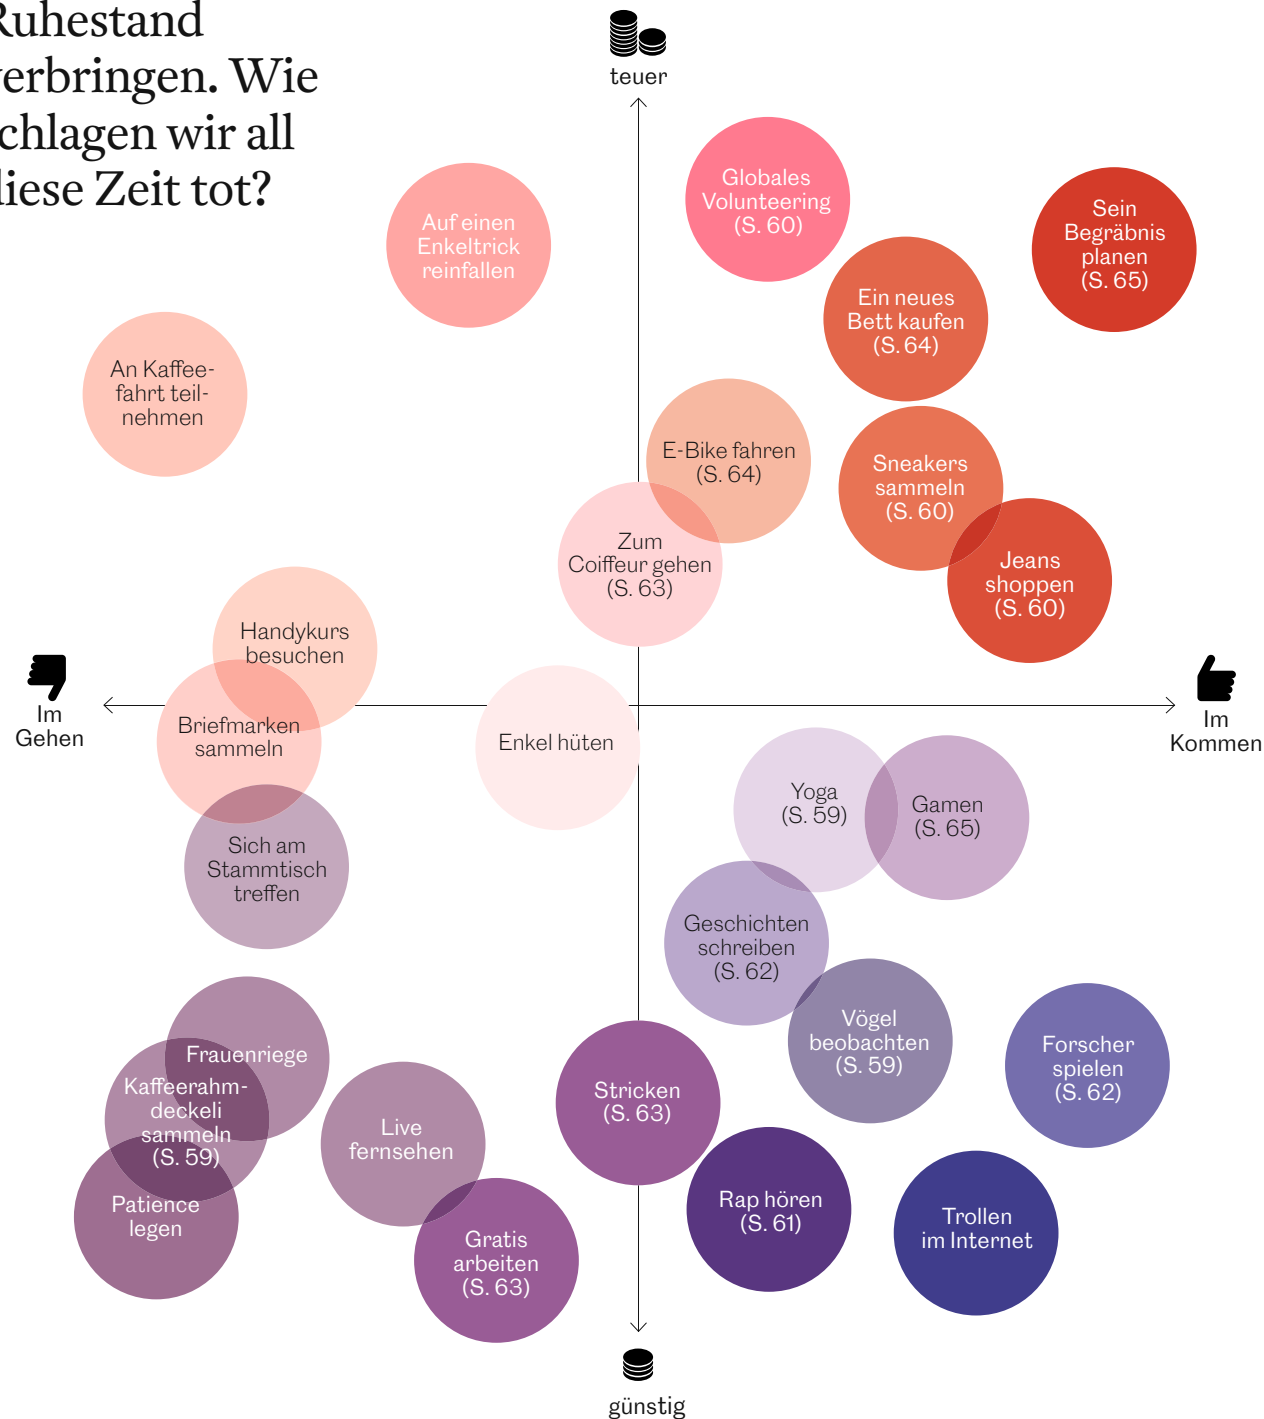 Ruhestand
verbringen. Wie
schlagen wir all
diese Zeit tot?
teuer
Globales
Volunteering
(S. 60)
Sein
Begräbnis
planen
(S. 65)
Auf einen
Enkeltrick
reinfallen
Ein neues
Bett kaufen
(S. 64)
An Kaffee-
fahrt teil-
nehmen
E-Bike fahren
(S. 64)
Sneakers
sammeln
(S. 60)
Zum
Coiffeur gehen
(S. 63)
Jeans
shoppen
(S. 60)
Handykurs
besuchen
Im
Gehen
Im
Kommen
Briefmarken
sammeln
Enkel hüten
Yoga
(S. 59)
Gamen
(S. 65)
Sich am
Stammtisch
treffen
Geschichten
schreiben
(S. 62)
Vögel
beobachten
(S. 59)
Forscher
spielen
(S. 62)
Frauenriege
Kaffeerahm-
deckeli
sammeln
(S. 59)
Stricken
(S. 63)
Live
fernsehen
Patience
legen
Rap hören
(S. 61)
Trollen
im Internet
Gratis
arbeiten
(S. 63)
günstig